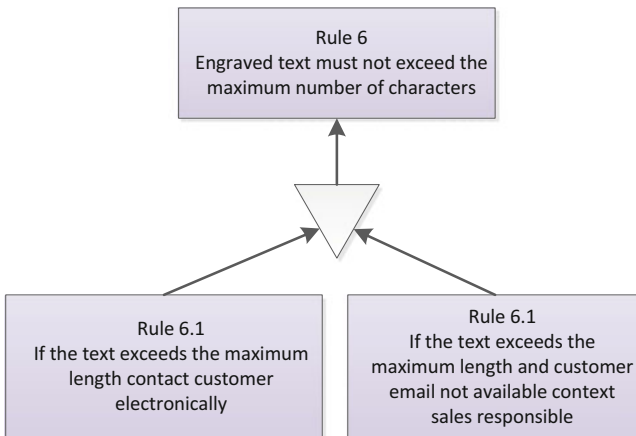 Rule 6
Engraved text must not exceed the
maximum number of characters
Rule 6.1
If the text exceeds the maximum
length contact customer
electronically
Rule 6.1
If the text exceeds the
maximum length and customer
email not available context
sales responsible